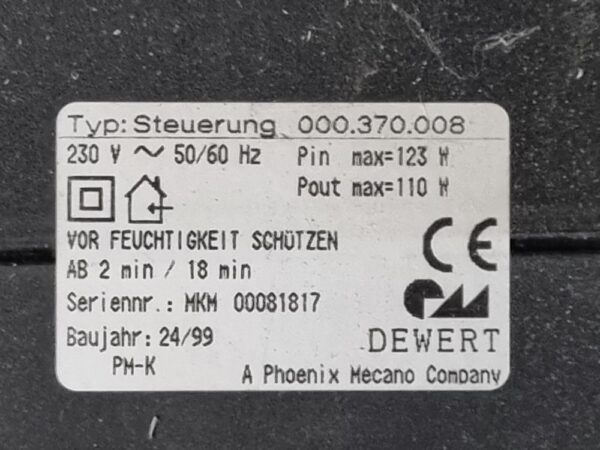 Typ: Steuerung 000.370.008
230 V ~ 50/60 Hz Pin max=123 W
Pout max=110 W
VOR FEUCHTIGKEIT SCHÜTZEN
AB 2 min / 18 min
CE
Seriennr.: MKM 00081817
Baujahr: 24/99
DEWERT
PM-K
A Phoenix Mecano Company